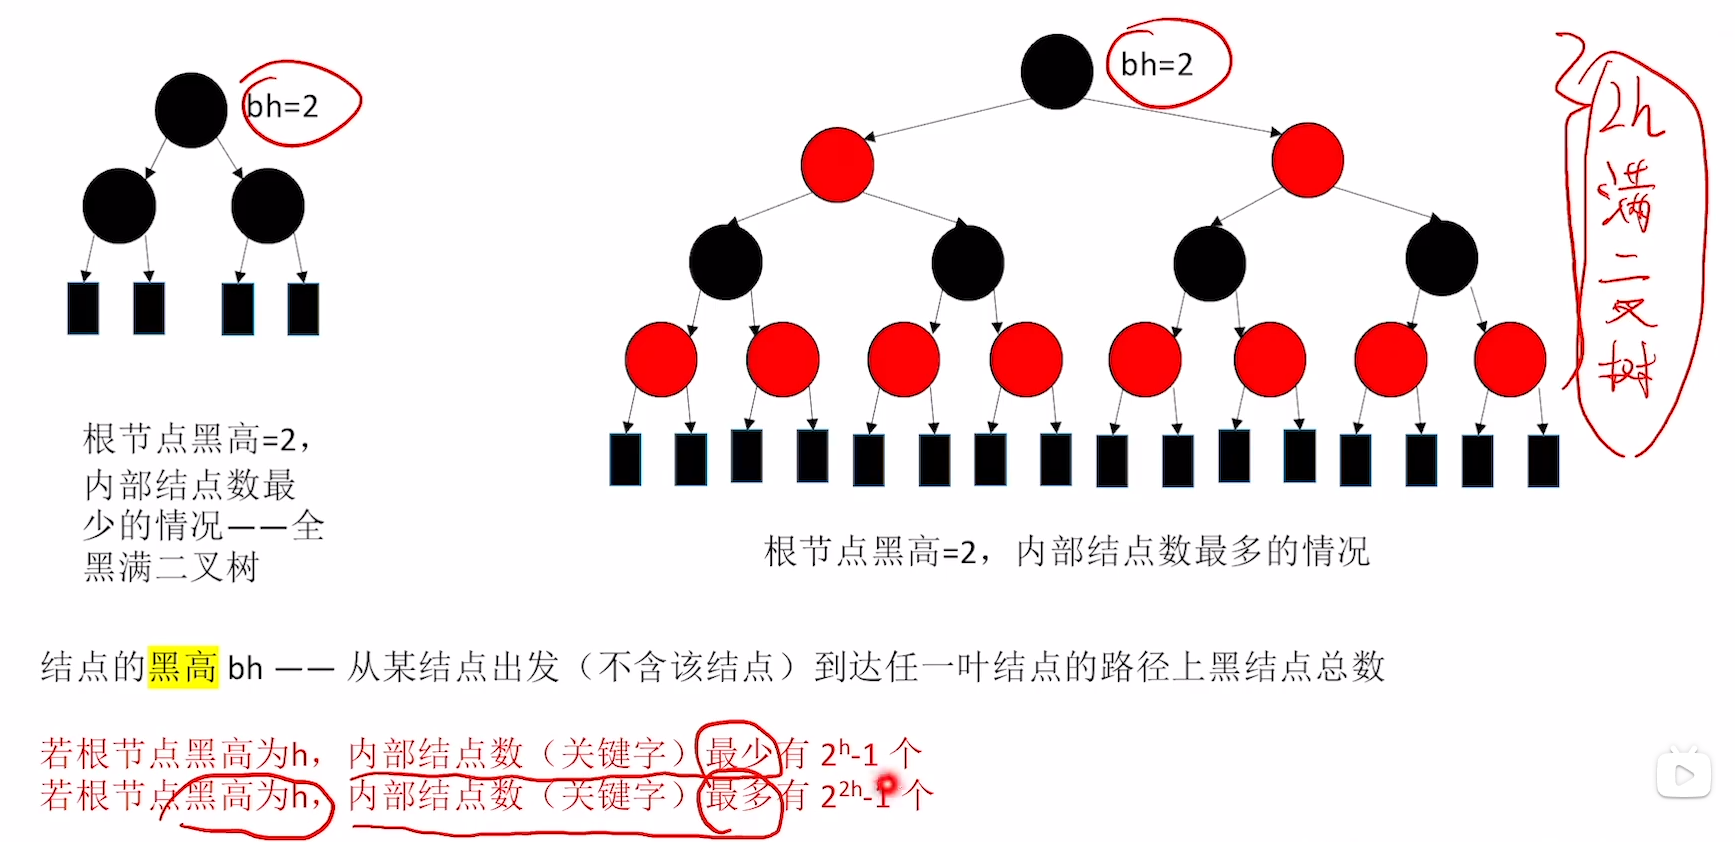 bh=2
bh=2
2h
满
二
叉
树
根节点黑高=2，
内部结点数最
少的情况——全
黑满二叉树
根节点黑高=2，内部结点数最多的情况
结点的黑高 bh —— 从某结点出发（不含该结点）到达任一叶结点的路径上黑结点总数
若根节点黑高为h，内部结点数（关键字）最少有 2ʰ-1 个
若根节点黑高为h，内部结点数（关键字）最多有 2²ʰ-1 个